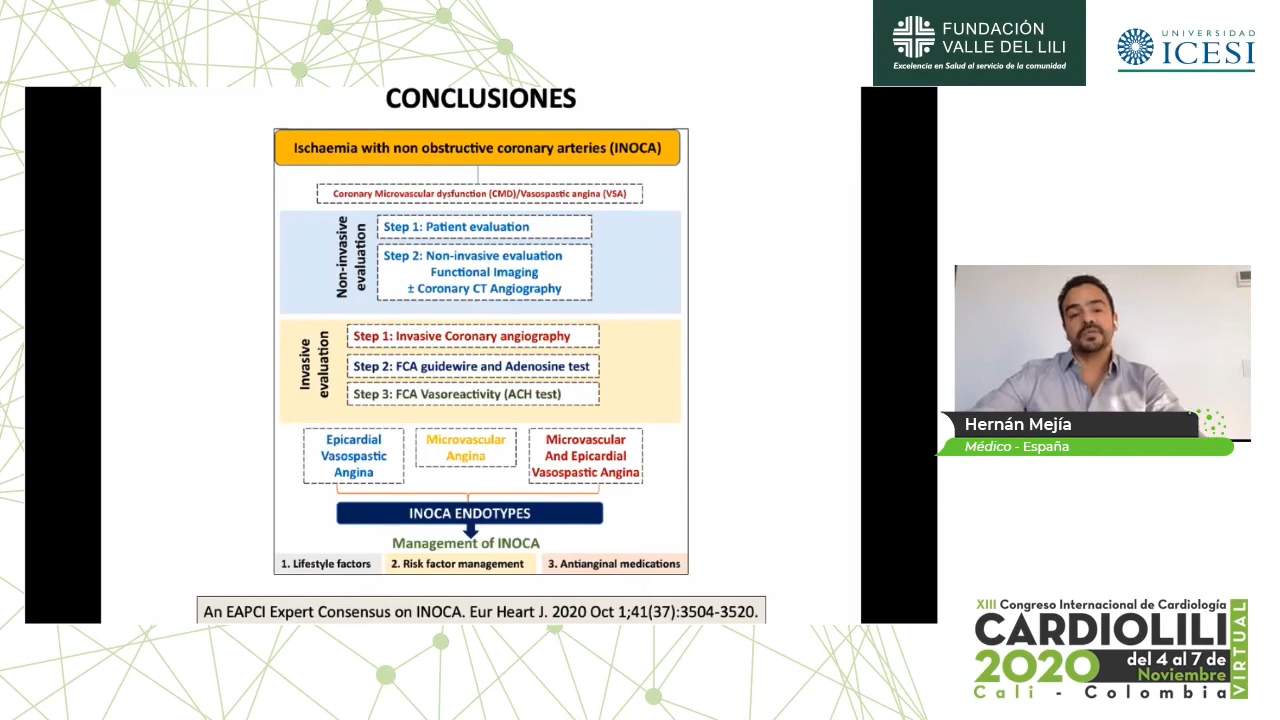 FUNDACIÓN
VALLE DEL LILI
Excelencia en Salud al servicio de la comunidad
UNIVERSIDAD
ICESI
CONCLUSIONES
Ischaemia with non obstructive coronary arteries (INOCA)
Coronary Microvascular dysfunction (CMD)/Vasospastic angina (VSA)
Non-invasive
evaluation
Step 1: Patient evaluation
Step 2: Non-invasive evaluation
Functional Imaging
± Coronary CT Angiography
Invasive
evaluation
Step 1: Invasive Coronary angiography
Step 2: FCA guidewire and Adenosine test
Step 3: FCA Vasoreactivity (ACH test)
Epicardial
Vasospastic
Angina
Microvascular
Angina
Microvascular
And Epicardial
Vasospastic Angina
INOCA ENDOTYPES
Management of INOCA
1. Lifestyle factors
2. Risk factor management
3. Antianginal medications
An EAPCI Expert Consensus on INOCA. Eur Heart J. 2020 Oct 1;41(37):3504-3520.
Hernán Mejía
Médico - España
XIII Congreso Internacional de Cardiología
CARDIOLILI
2020
del 4 al 7 de
Noviembre
VIRTUAL
Cali - Colombia